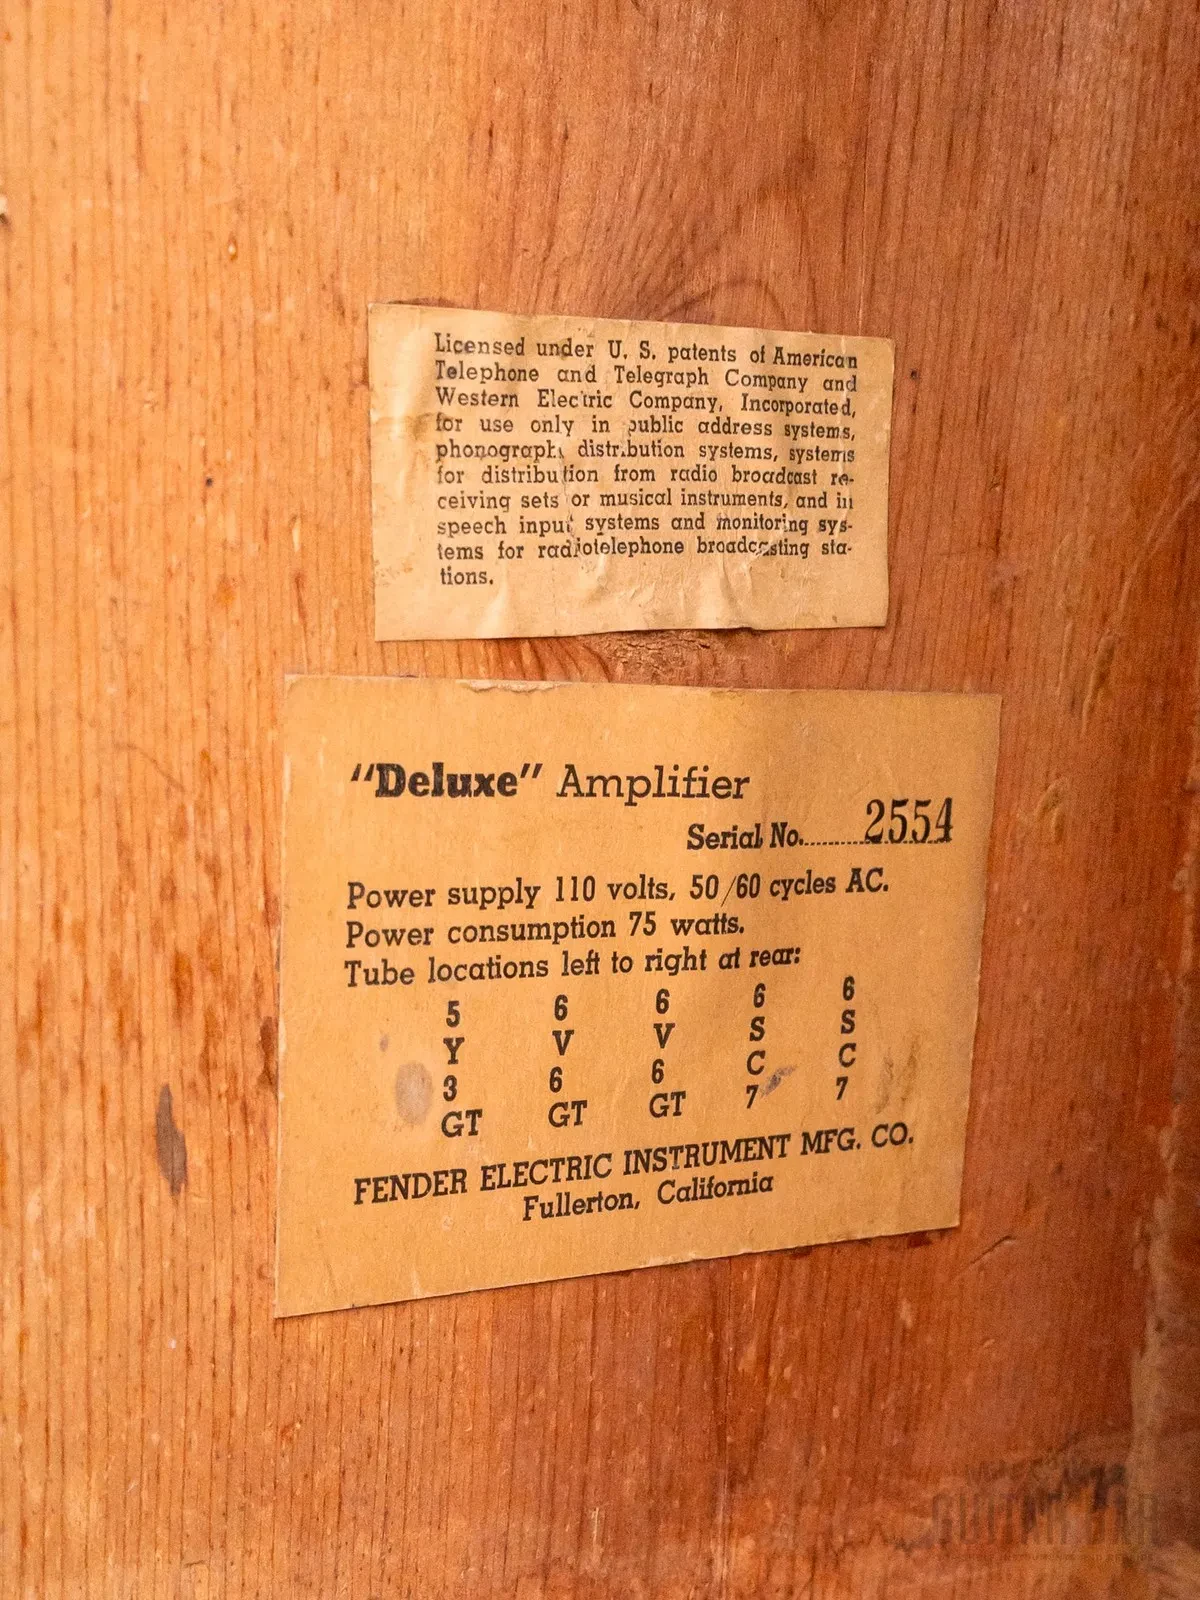 Licensed under U. S. patents of American
Telephone and Telegraph Company and
Western Electric Company, Incorporated,
for use only in public address systems,
phonograph distribution systems, systems
for distribution from radio broadcast re-
ceiving sets or musical instruments, and in
speech input systems and monitoring sys-
tems for radiotelephone broadcasting sta-
tions.
"Deluxe" Amplifier
Serial No..........2554
Power supply 110 volts, 50/60 cycles AC.
Power consumption 75 watts.
Tube locations left to right at rear:
5 6 6 6 6
Y V V S S
3 6 6 C C
GT GT GT 7 7
FENDER ELECTRIC INSTRUMENT MFG. CO.
Fullerton, California